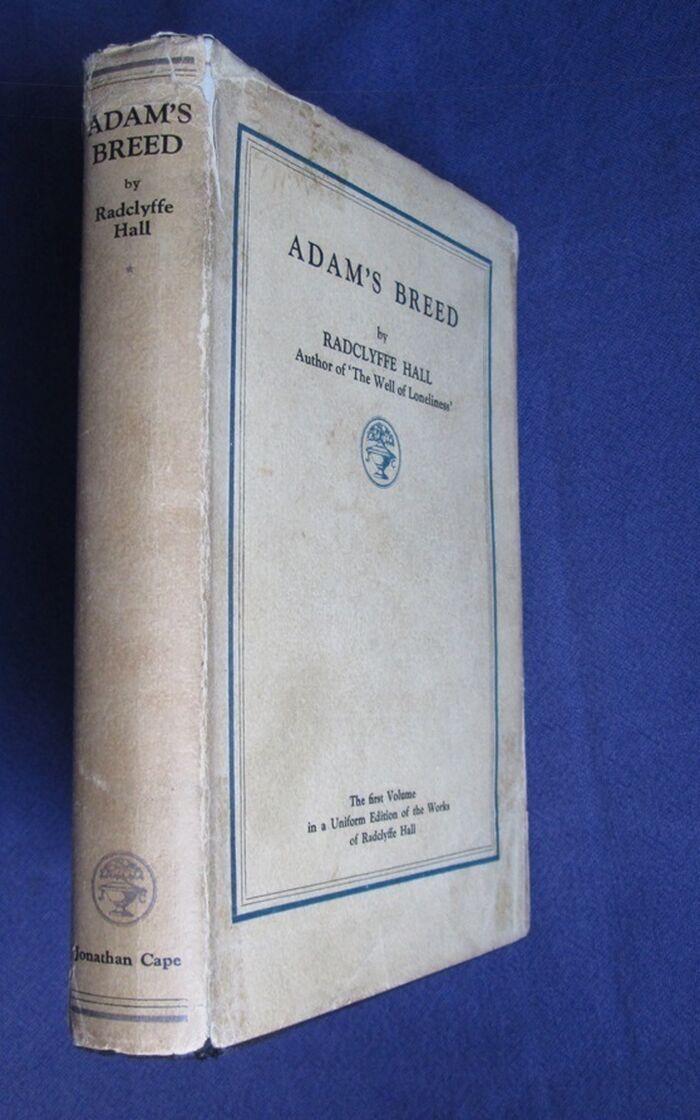 ADAM'S
BREED
by
Radclyffe
Hall
Jonathan Cape
ADAM'S BREED
by
RADCLYFFE HALL
Author of 'The Well of Loneliness'
The first Volume
in a Uniform Edition of the Works
of Radclyffe Hall